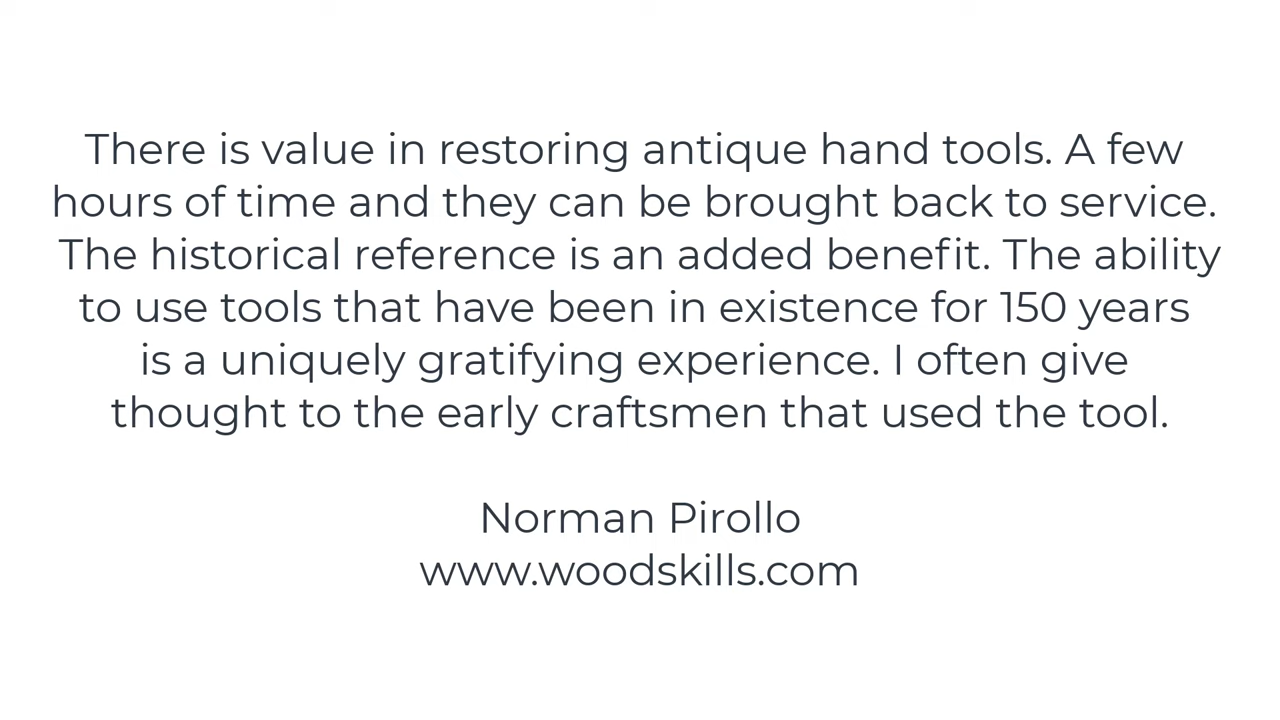 There is value in restoring antique hand tools. A few
hours of time and they can be brought back to service.
The historical reference is an added benefit. The ability
to use tools that have been in existence for 150 years
is a uniquely gratifying experience. I often give
thought to the early craftsmen that used the tool.
Norman Pirollo
www.woodskills.com